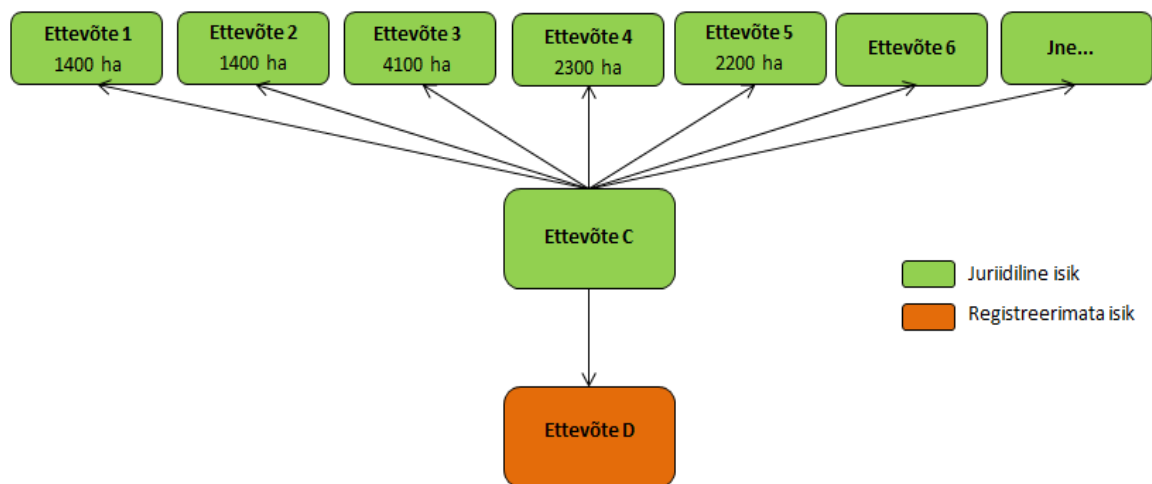 Ettevõte 1
1400 ha
Ettevõte 2
1400 ha
Ettevõte 3
4100 ha
Ettevõte 4
2300 ha
Ettevõte 5
2200 ha
Ettevõte 6
Jne...
Ettevõte C
Juriidiline isik
Registreerimata isik
Ettevõte D